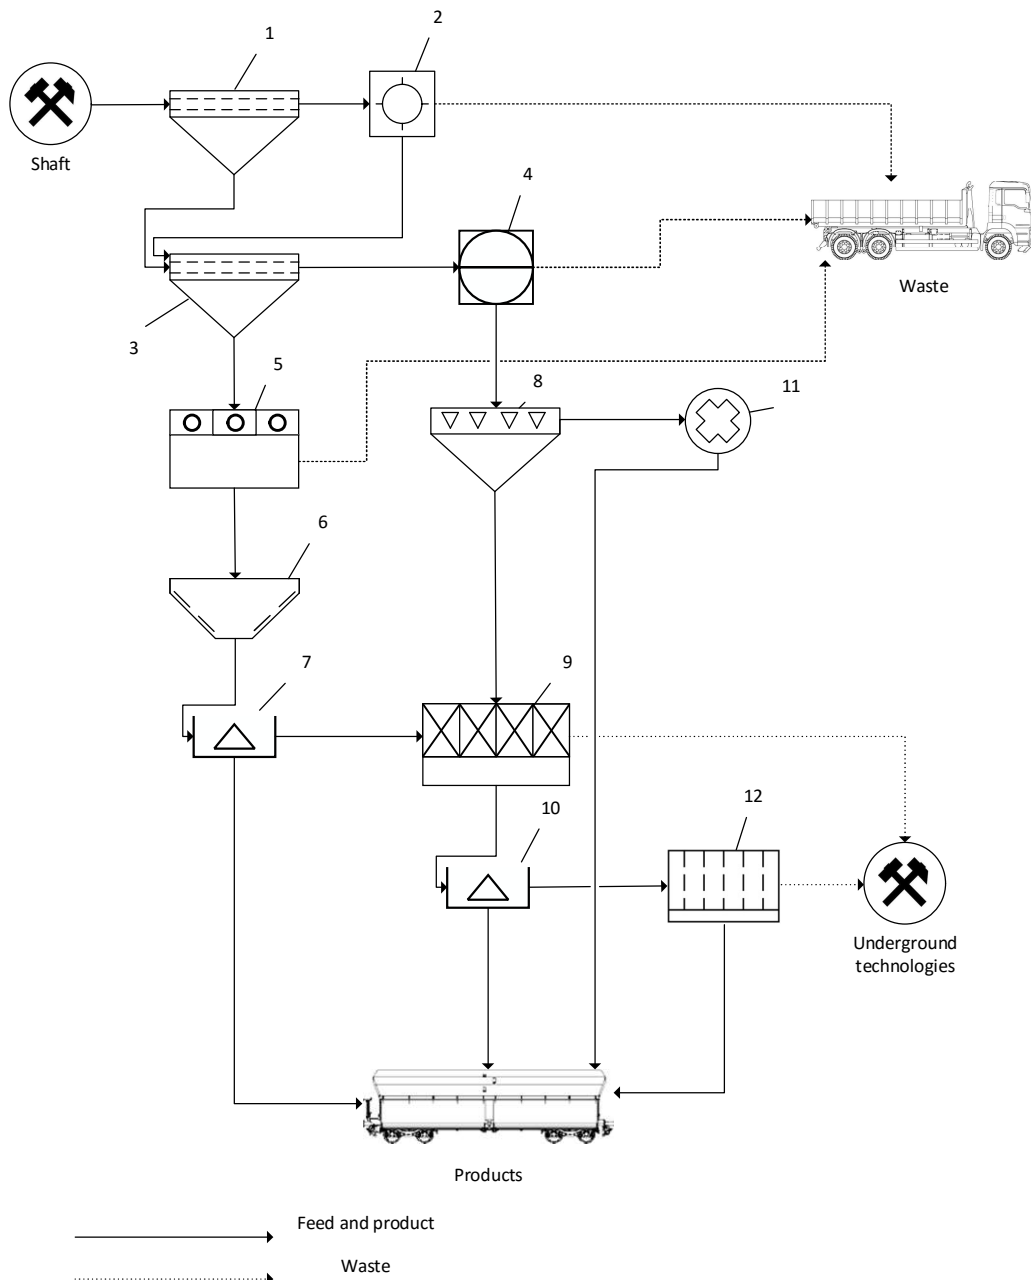 1
2
Shaft
4
Waste
3
5
8
11
6
7
9
10
12
Underground
technologies
Products
Feed and product
Waste